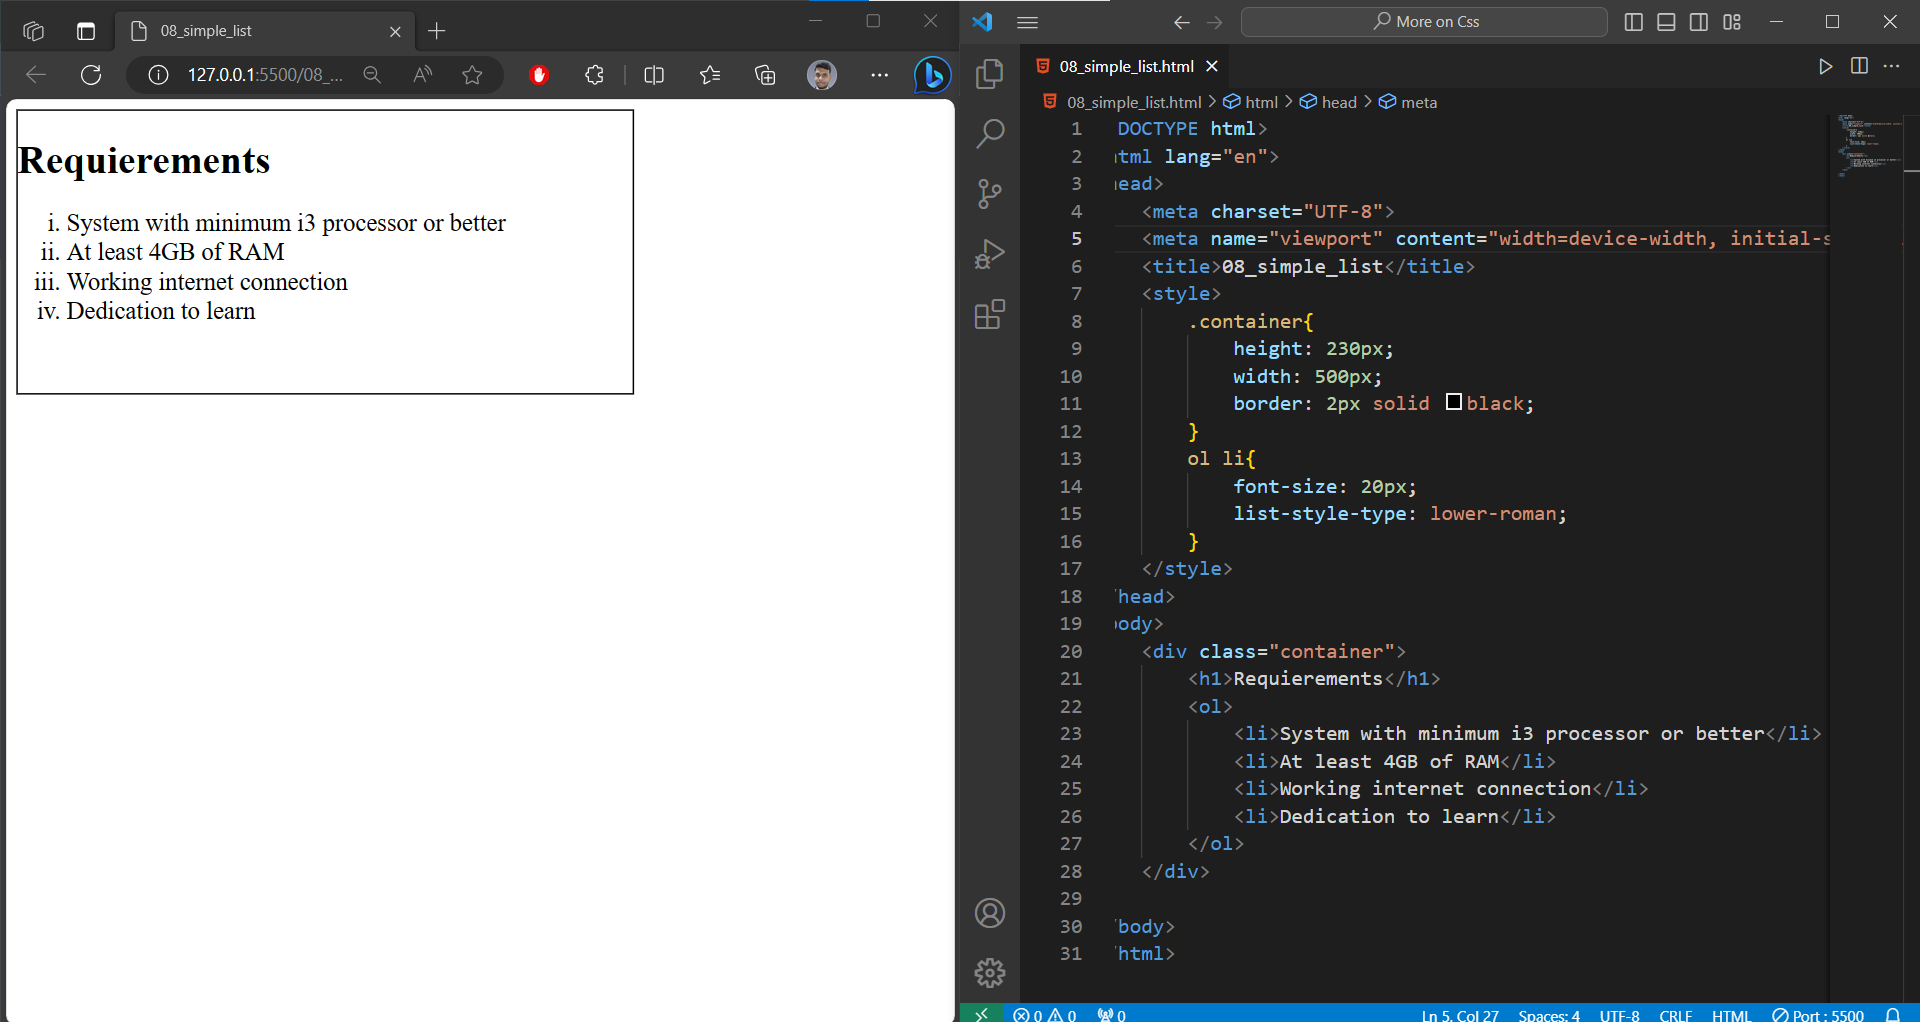 08_simple_list
127.0.0.1:5500/08_...
Requierements
i. System with minimum i3 processor or better
ii. At least 4GB of RAM
iii. Working internet connection
iv. Dedication to learn
More on Css
08_simple_list.html
08_simple_list.html > html > head > meta
1 DOCTYPE html>
2 tml lang="en">
3 ead>
4 <meta charset="UTF-8">
5 <meta name="viewport" content="width=device-width, initial-s
6 <title>08_simple_list</title>
7 <style>
8 .container{
9 height: 230px;
10 width: 500px;
11 border: 2px solid black;
12 }
13 ol li{
14 font-size: 20px;
15 list-style-type: lower-roman;
16 }
17 </style>
18 /head>
19 body>
20 <div class="container">
21 <h1>Requierements</h1>
22 <ol>
23 <li>System with minimum i3 processor or better</li>
24 <li>At least 4GB of RAM</li>
25 <li>Working internet connection</li>
26 <li>Dedication to learn</li>
27 </ol>
28 </div>
29
30 /body>
31 /html>
0 0 0 Ln 5, Col 27 Spaces: 4 UTF-8 CRLF HTML Port : 5500